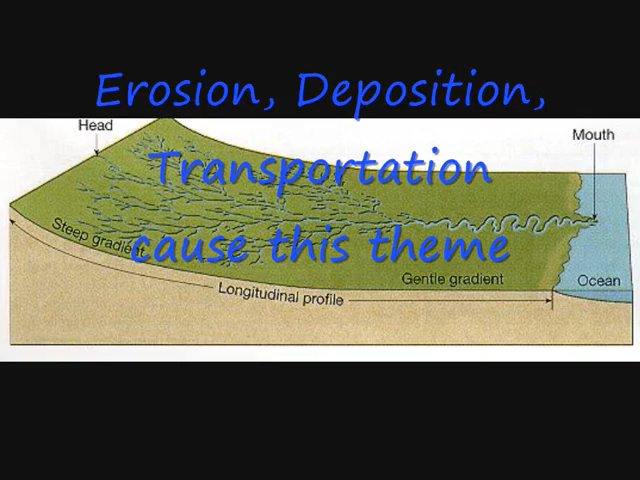 Erosion, Deposition,
Head
Mouth
Transportation
Steep gradient
cause this theme
Gentle gradient
Ocean
Longitudinal profile